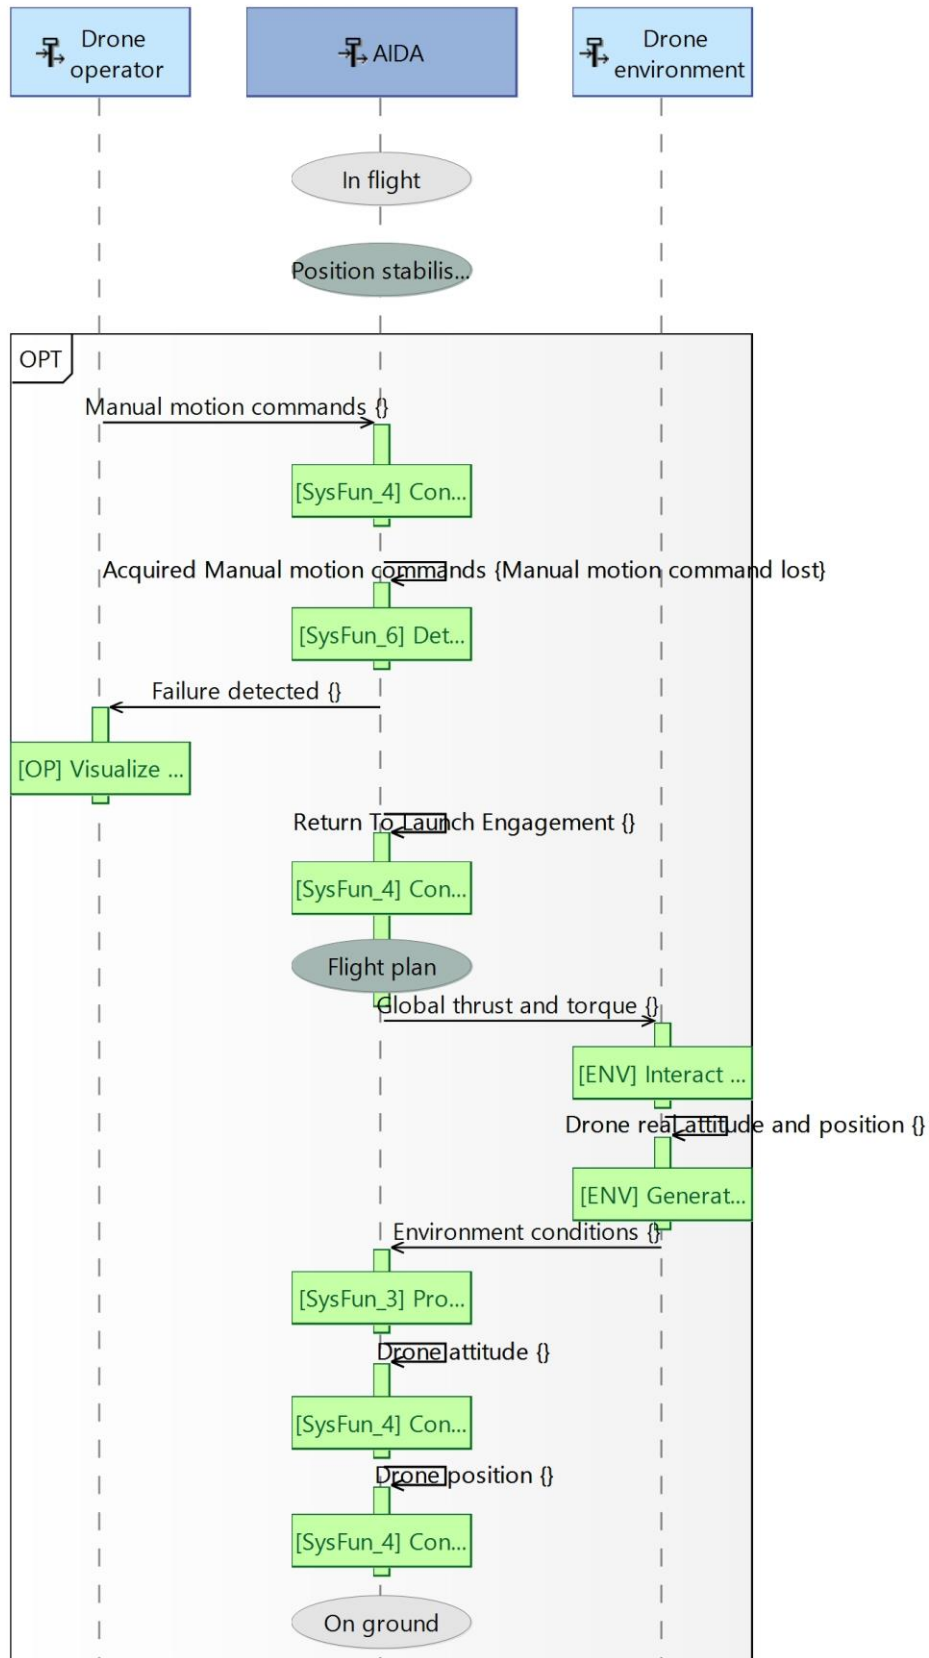 Drone
operator
AIDA
Drone
environment
In flight
Position stabilis...
OPT
Manual motion commands {}
[SysFun_4] Con...
Acquired Manual motion commands {Manual motion command lost}
[SysFun_6] Det...
Failure detected {}
[OP] Visualize ...
Return To Launch Engagement {}
[SysFun_4] Con...
Flight plan
Global thrust and torque {}
[ENV] Interact ...
Drone real attitude and position {}
[ENV] Generat...
Environment conditions {}
[SysFun_3] Pro...
Drone attitude {}
[SysFun_4] Con...
Drone position {}
[SysFun_4] Con...
On ground